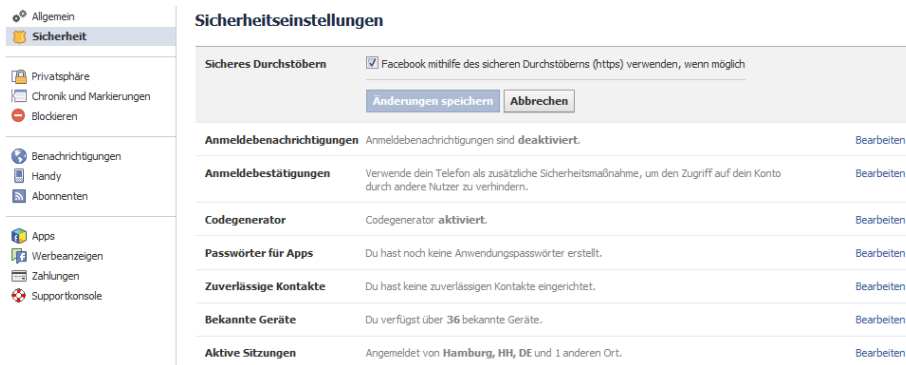 Allgemein
Sicherheit
Privatsphäre
Chronik und Markierungen
Blockieren
Benachrichtigungen
Handy
Abonnenten
Apps
Werbeanzeigen
Zahlungen
Supportkonsole
Sicherheitseinstellungen
Sicheres Durchstöbern
Facebook mithilfe des sicheren Durchstöberns (https) verwenden, wenn möglich
Änderungen speichern Abbrechen
Anmeldebenachrichtigungen Anmeldebenachrichtigungen sind deaktiviert. Bearbeiten
Anmeldebestätigungen Verwende dein Telefon als zusätzliche Sicherheitsmaßnahme, um den Zugriff auf dein Konto Bearbeiten
durch andere Nutzer zu verhindern.
Codegenerator Codegenerator aktiviert. Bearbeiten
Passwörter für Apps Du hast noch keine Anwendungspasswörter erstellt. Bearbeiten
Zuverlässige Kontakte Du hast keine zuverlässigen Kontakte eingerichtet. Bearbeiten
Bekannte Geräte Du verfügst über 36 bekannte Geräte. Bearbeiten
Aktive Sitzungen Angemeldet von Hamburg, HH, DE und 1 anderen Ort. Bearbeiten